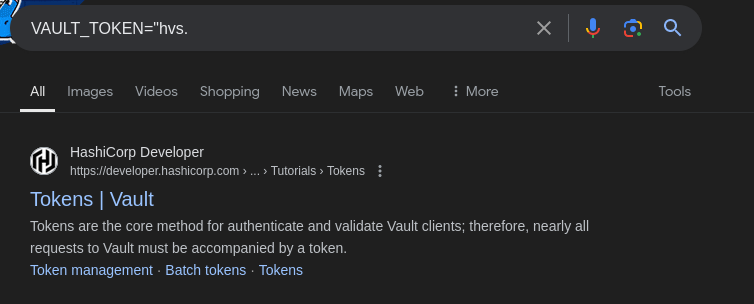 VAULT_TOKEN="hvs.
All Images Videos Shopping News Maps Web More Tools
HashiCorp Developer
https://developer.hashicorp.com › ... › Tutorials › Tokens
Tokens | Vault
Tokens are the core method for authenticate and validate Vault clients; therefore, nearly all
requests to Vault must be accompanied by a token.
Token management · Batch tokens · Tokens